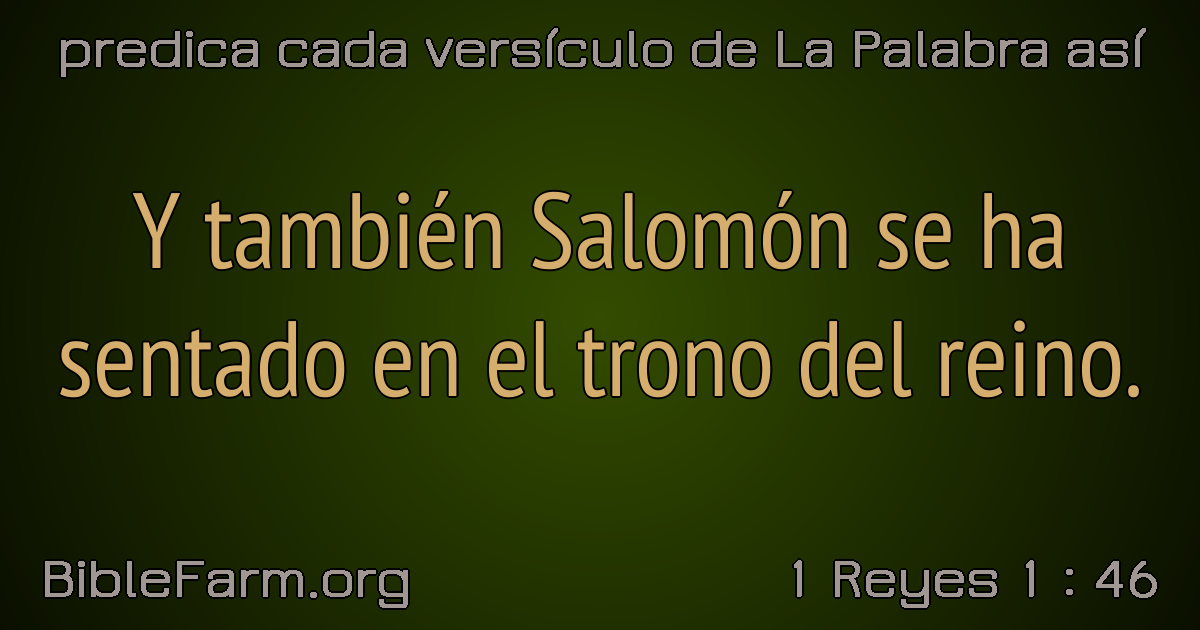 predica cada versículo de La Palabra así
Y también Salomón se ha
sentado en el trono del reino.
BibleFarm.org
1 Reyes 1 : 46